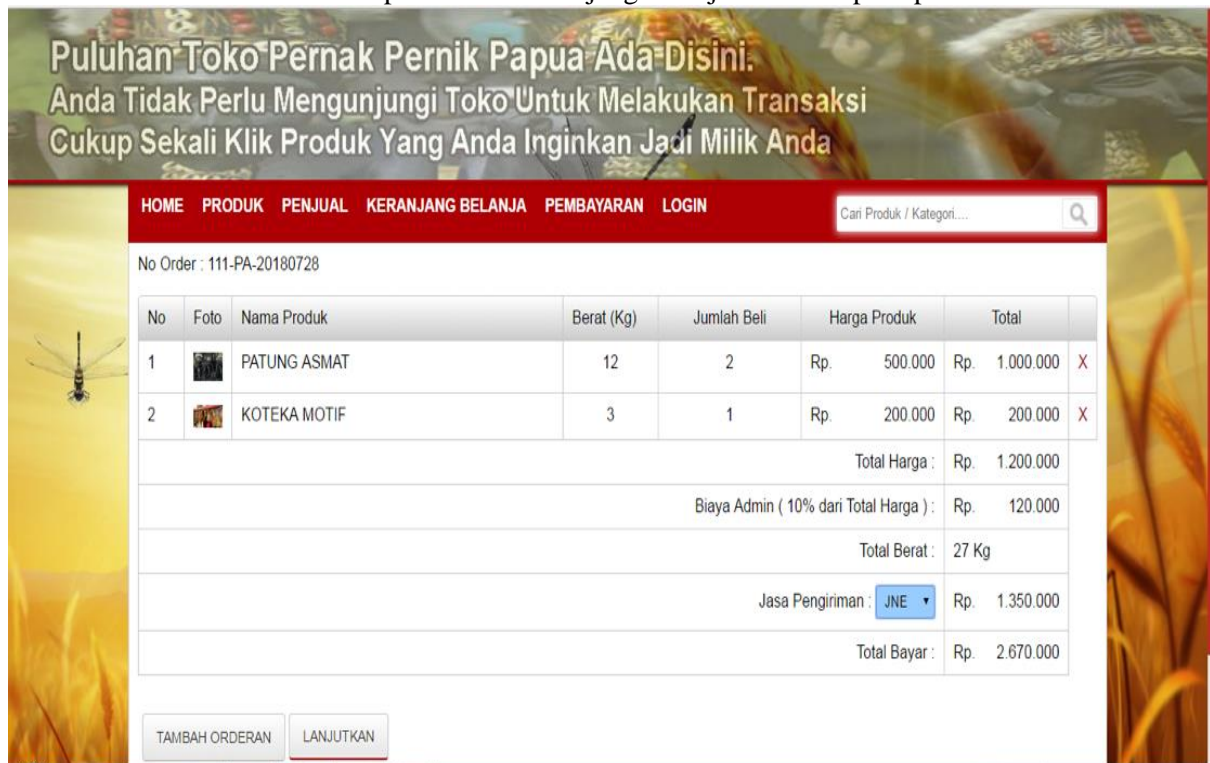 Puluhan Toko Pernak Pernik Papua Ada Disini.
Anda Tidak Perlu Mengunjungi Toko Untuk Melakukan Transaksi
Cukup Sekali Klik Produk Yang Anda Inginkan Jadi Milik Anda
HOME PRODUK PENJUAL KERANJANG BELANJA PEMBAYARAN LOGIN Cari Produk / Kategori....
No Order : 111-PA-20180728
No Foto Nama Produk Berat (Kg) Jumlah Beli Harga Produk Total
1 PATUNG ASMAT 12 2 Rp. 500.000 Rp. 1.000.000 X
2 KOTEKA MOTIF 3 1 Rp. 200.000 Rp. 200.000 X
Total Harga : Rp. 1.200.000
Biaya Admin ( 10% dari Total Harga ) : Rp. 120.000
Total Berat : 27 Kg
Jasa Pengiriman : JNE Rp. 1.350.000
Total Bayar : Rp. 2.670.000
TAMBAH ORDERAN LANJUTKAN